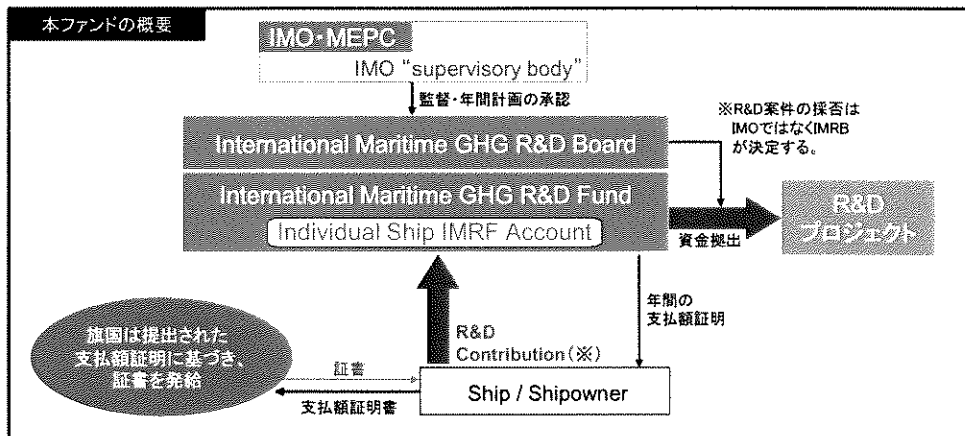 本ファンドの概要
IMO・MEPC
IMO “supervisory body”
監督・年間計画の承認
※R&D案件の採否は
IMOではなくIMRB
が決定する。
International Maritime GHG R&D Board
International Maritime GHG R&D Fund
Individual Ship IMRF Account
R&D
プロジェクト
資金拠出
年間の
支払額証明
旗国は提出された
支払額証明に基づき、
証書を発給
R&D
Contribution(※)
証書
支払額証明書
Ship / Shipowner